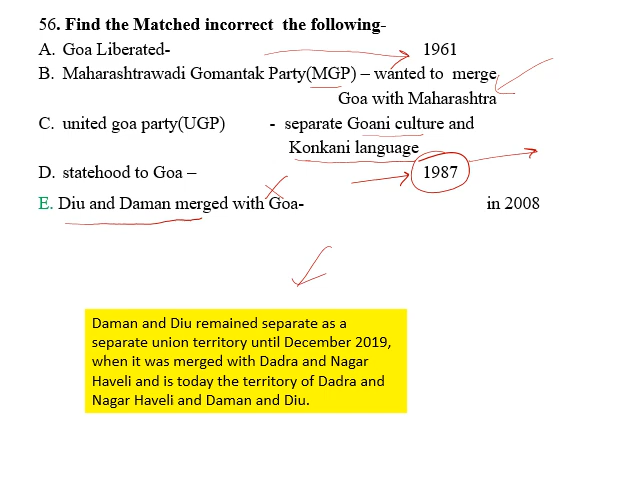 56. Find the Matched incorrect the following-
A. Goa Liberated- 1961
B. Maharashtrawadi Gomantak Party(MGP) – wanted to merge
Goa with Maharashtra
C. united goa party(UGP) - separate Goani culture and
Konkani language
D. statehood to Goa – 1987
E. Diu and Daman merged with Goa- in 2008
Daman and Diu remained separate as a
separate union territory until December 2019,
when it was merged with Dadra and Nagar
Haveli and is today the territory of Dadra and
Nagar Haveli and Daman and Diu.